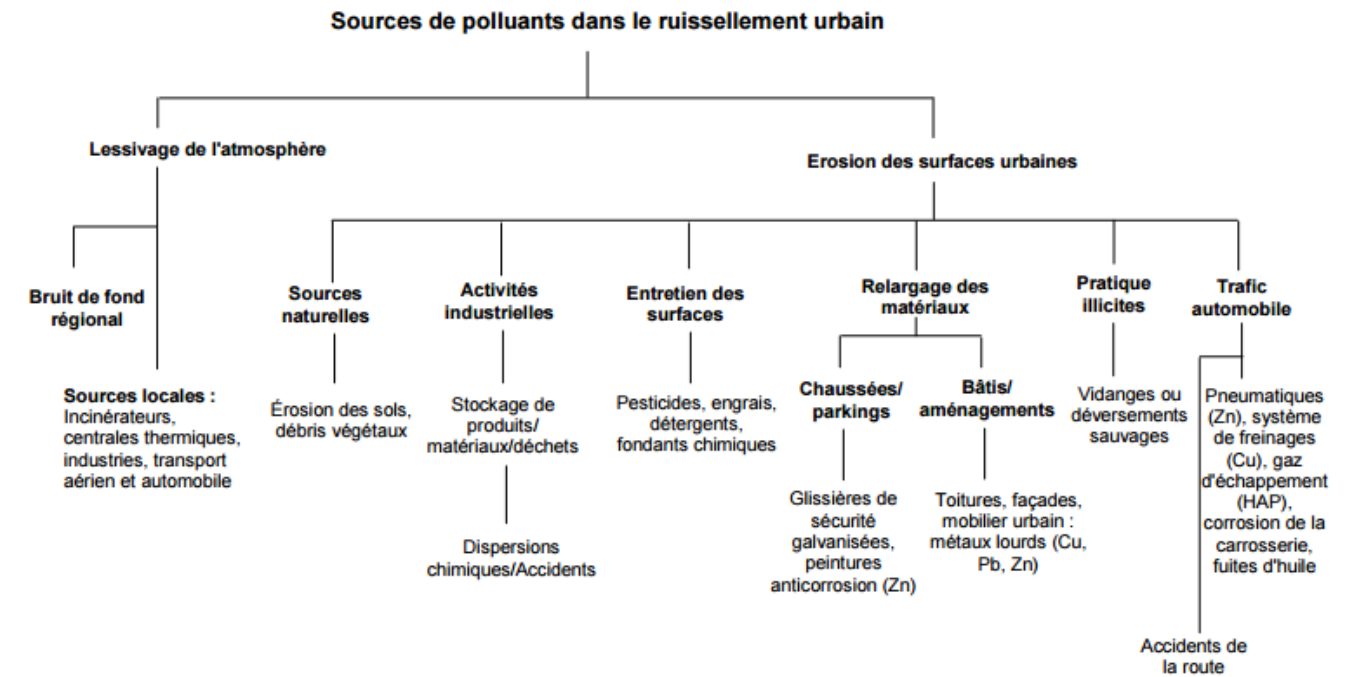 Sources de polluants dans le ruissellement urbain
Lessivage de l'atmosphère
Erosion des surfaces urbaines
Bruit de fond
régional
Sources locales :
Incinérateurs,
centrales thermiques,
industries, transport
aérien et automobile
Sources
naturelles
Érosion des sols,
débris végétaux
Activités
industrielles
Stockage de
produits/
matériaux/déchets
Dispersions
chimiques/Accidents
Entretien des
surfaces
Pesticides, engrais,
détergents,
fondants chimiques
Relargage des
matériaux
Chaussées/
parkings
Glissières de
sécurité
galvanisées,
peintures
anticorrosion (Zn)
Bâtis/
aménagements
Toitures, façades,
mobilier urbain :
métaux lourds (Cu,
Pb, Zn)
Pratique
illicites
Vidanges ou
déversements
sauvages
Trafic
automobile
Pneumatiques
(Zn), système
de freinages
(Cu), gaz
d'échappement
(HAP),
corrosion de la
carrosserie,
fuites d'huile
Accidents de
la route